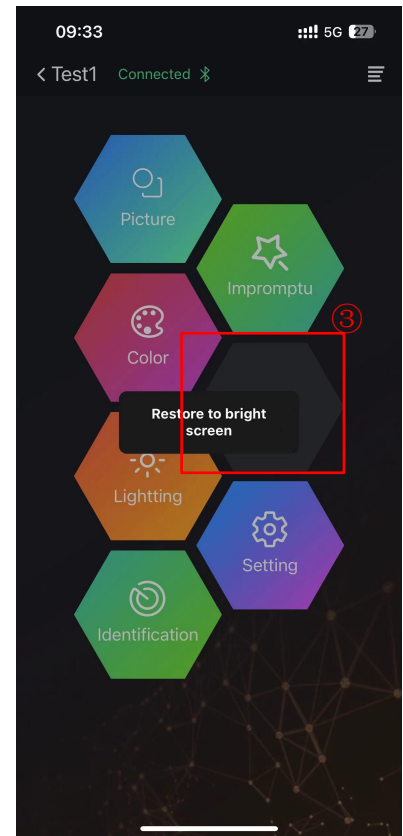 09:33
5G 27
< Test1 Connected
Picture
Impromptu
③
Color
Restore to bright
screen
Lightting
Setting
Identification